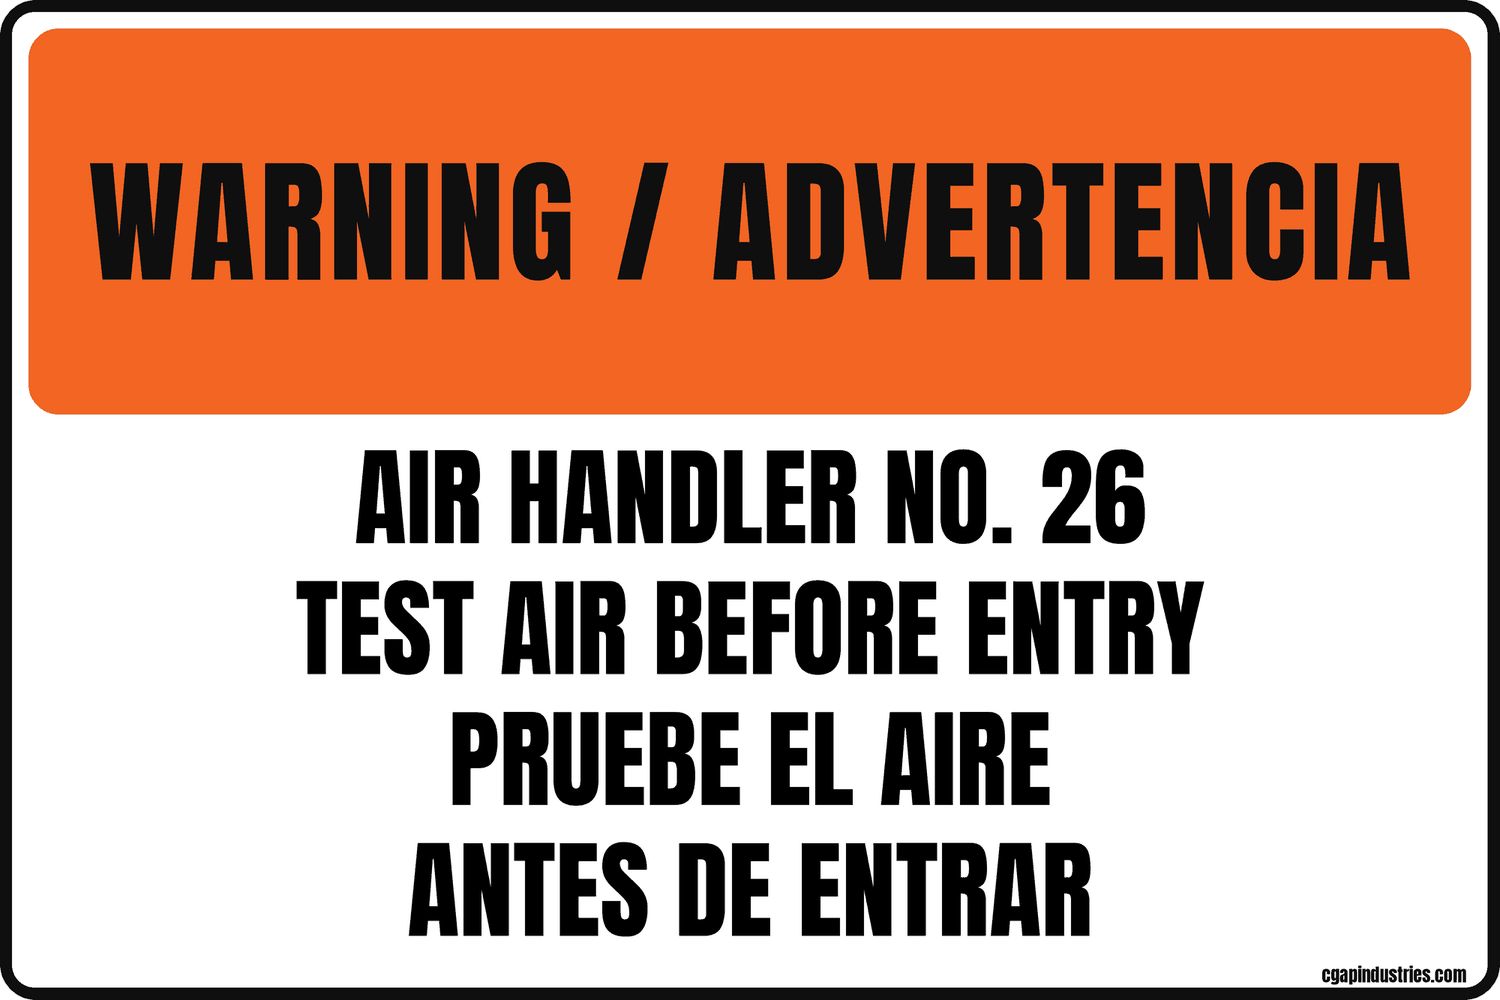 WARNING / ADVERTENCIA
AIR HANDLER NO. 26
TEST AIR BEFORE ENTRY
PRUEBE EL AIRE
ANTES DE ENTRAR
cgapindustries.com